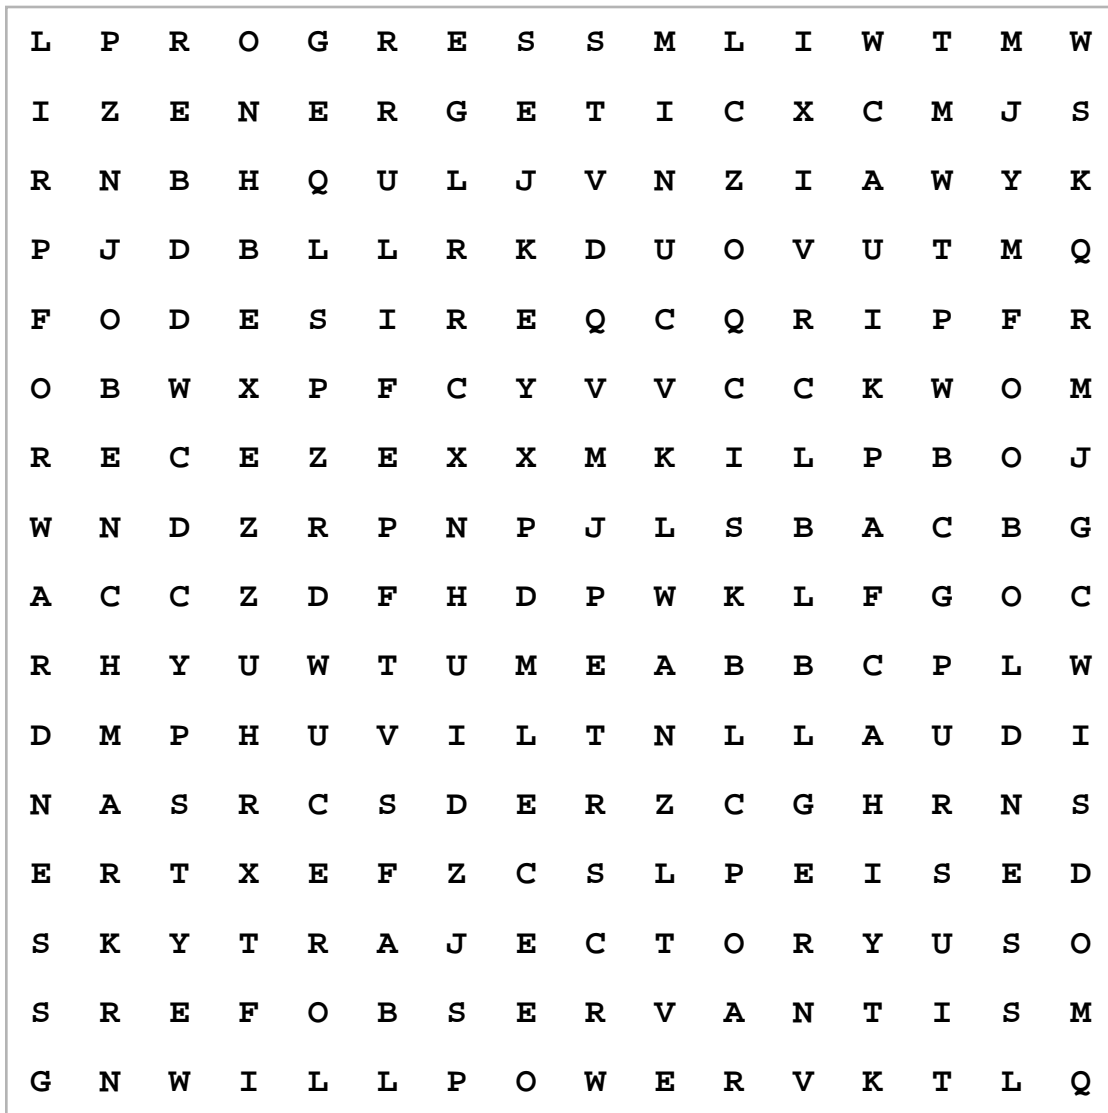 L P R O G R E S S M L I W T M W
I Z E N E R G E T I C X C M J S
R N B H Q U L J V N Z I A W Y K
P J D B L L R K D U O V U T M Q
F O D E S I R E Q C Q R I P F R
O B W X P F C Y V V C C K W O M
R E C E Z E X X M K I L P B O J
W N D Z R P N P J L S B A C B G
A C C Z D F H D P W K L F G O C
R H Y U W T U M E A B B C P L W
D M P H U V I L T N L L A U D I
N A S R C S D E R Z C G H R N S
E R T X E F Z C S L P E I S E D
S K Y T R A J E C T O R Y U S O
S R E F O B S E R V A N T I S M
G N W I L L P O W E R V K T L Q